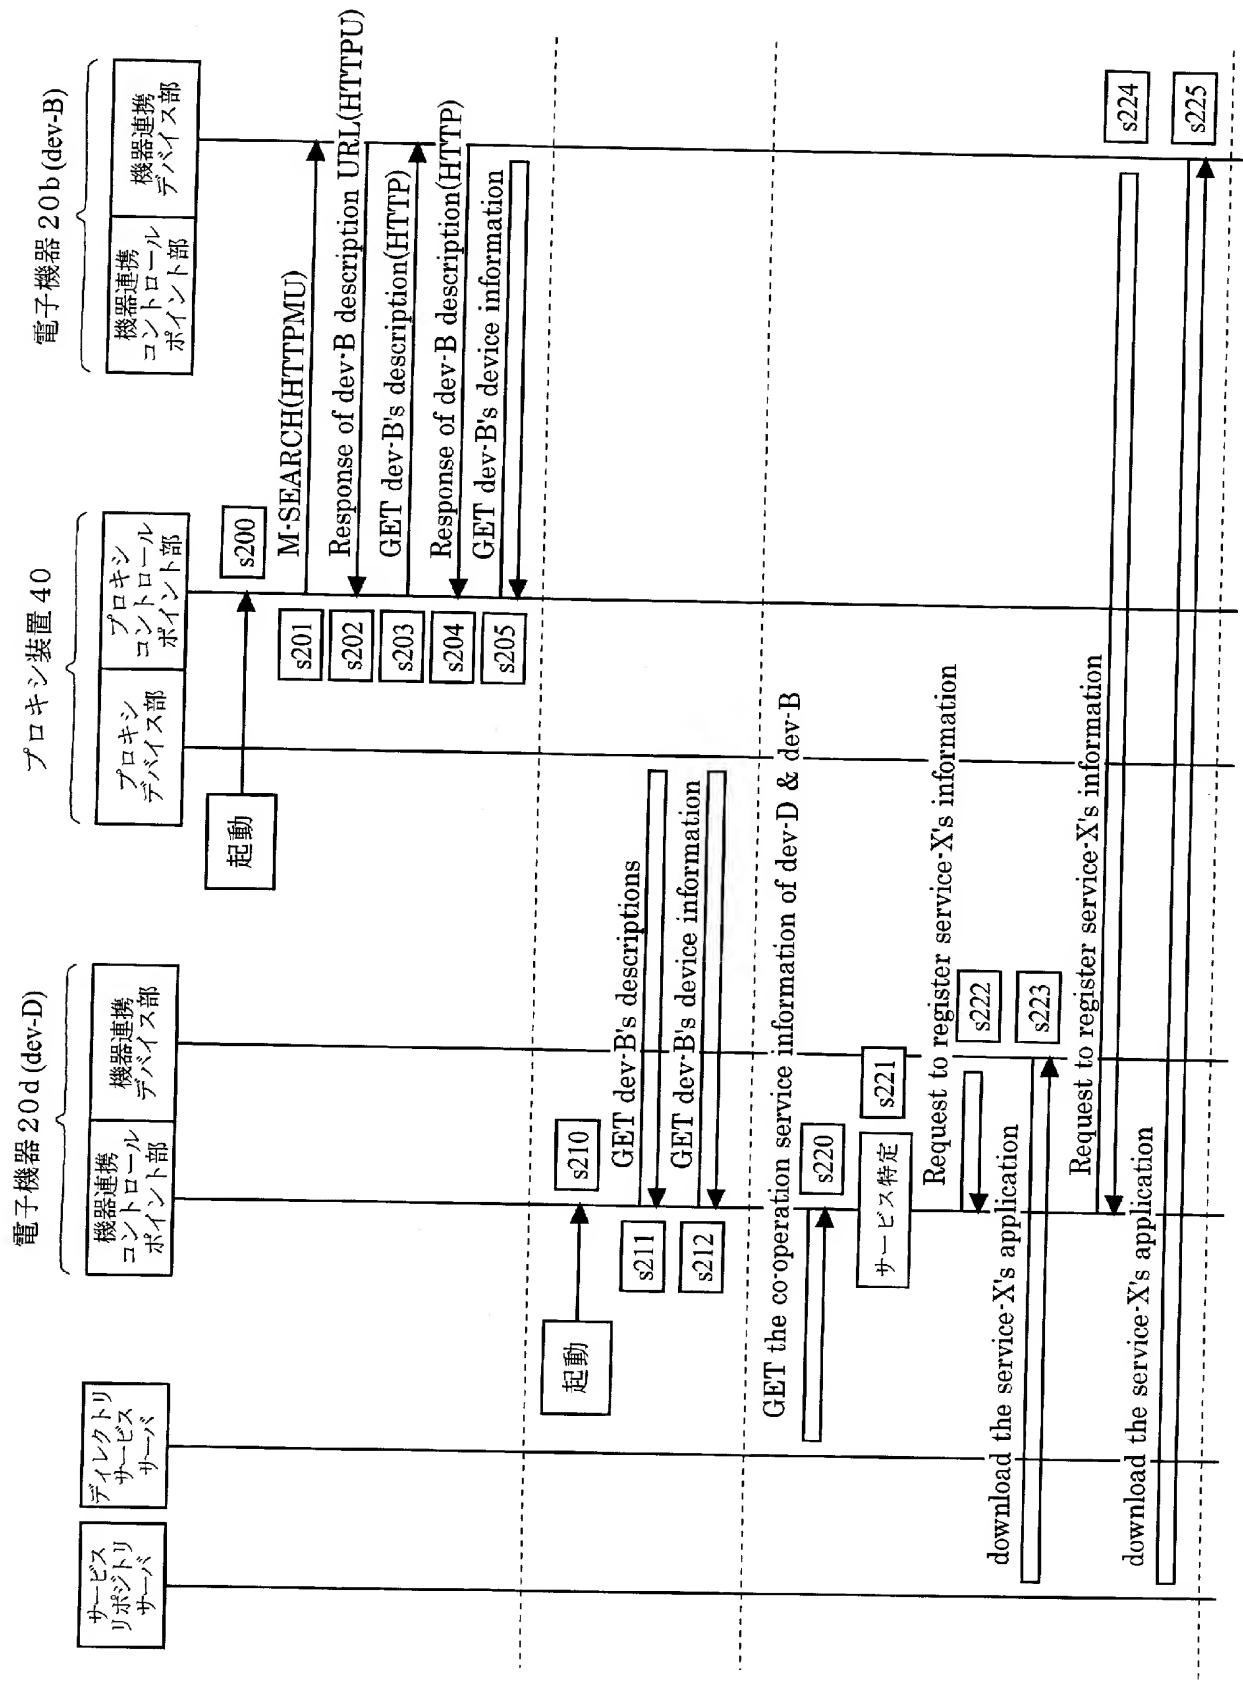 電子機器20b(dev-B)
機器連携
コントロール
ポイント部
機器連携
デバイス部
プロキシ装置40
プロキシ
デバイス部
プロキシ
コントロール
ポイント部
電子機器20d(dev-D)
機器連携
コントロール
ポイント部
機器連携
デバイス部
ディレクトリ
サービス
サーバ
サービス
リポジトリ
サーバ
起動
s200
s201
M-SEARCH(HTTPMU)
s202
Response of dev-B description URL(HTTPU)
s203
GET dev-B's description(HTTP)
s204
Response of dev-B description(HTTP)
s205
GET dev-B's device information
起動
s210
s211
GET dev-B's descriptions
s212
GET dev-B's device information
GET the co-operation service information of dev-D & dev-B
s220
サービス特定
s221
Request to register service-X's information
s222
download the service-X's application
s223
Request to register service-X's information
s224
download the service-X's application
s225